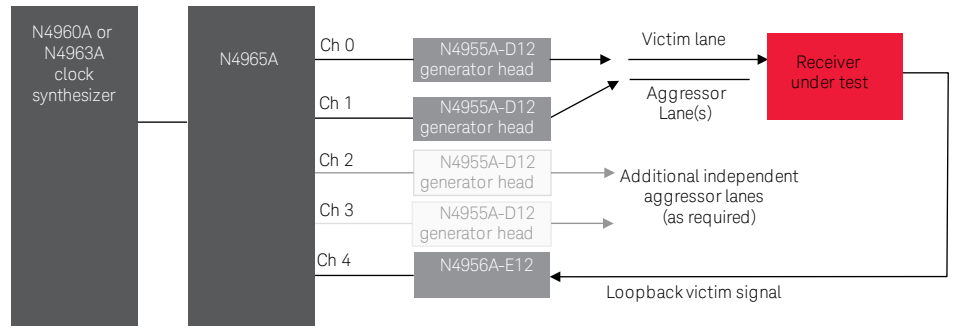 N4960A or
N4963A
clock
synthesizer
N4965A
Ch 0
N4955A-D12
generator head
Victim lane
Receiver
under test
Ch 1
N4955A-D12
generator head
Aggressor
Lane(s)
Ch 2
N4955A-D12
generator head
Additional independent
aggressor lanes
(as required)
Ch 3
N4955A-D12
generator head
Ch 4
N4956A-E12
Loopback victim signal